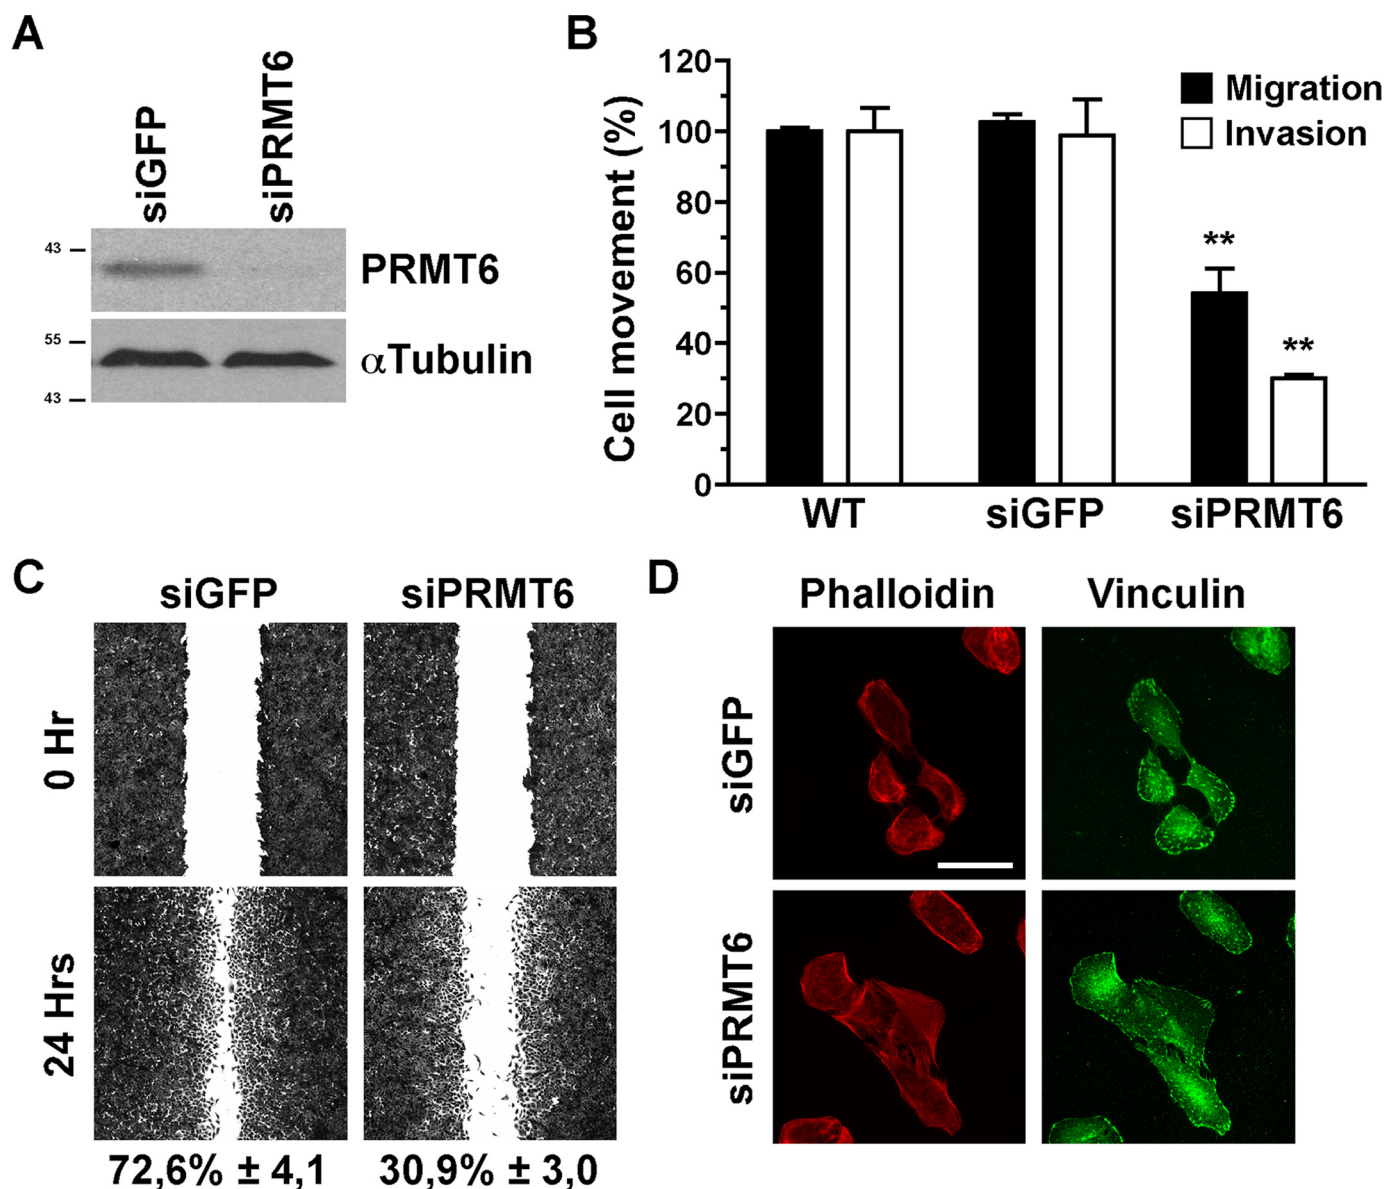 A
siGFP
siPRMT6
43
PRMT6
55
αTubulin
43
B
Cell movement (%)
120
100
80
60
40
20
0
Migration
Invasion
**
**
WT
siGFP
siPRMT6
C
siGFP
siPRMT6
0 Hr
24 Hrs
72,6% ± 4,1
30,9% ± 3,0
D
Phalloidin
Vinculin
siGFP
siPRMT6